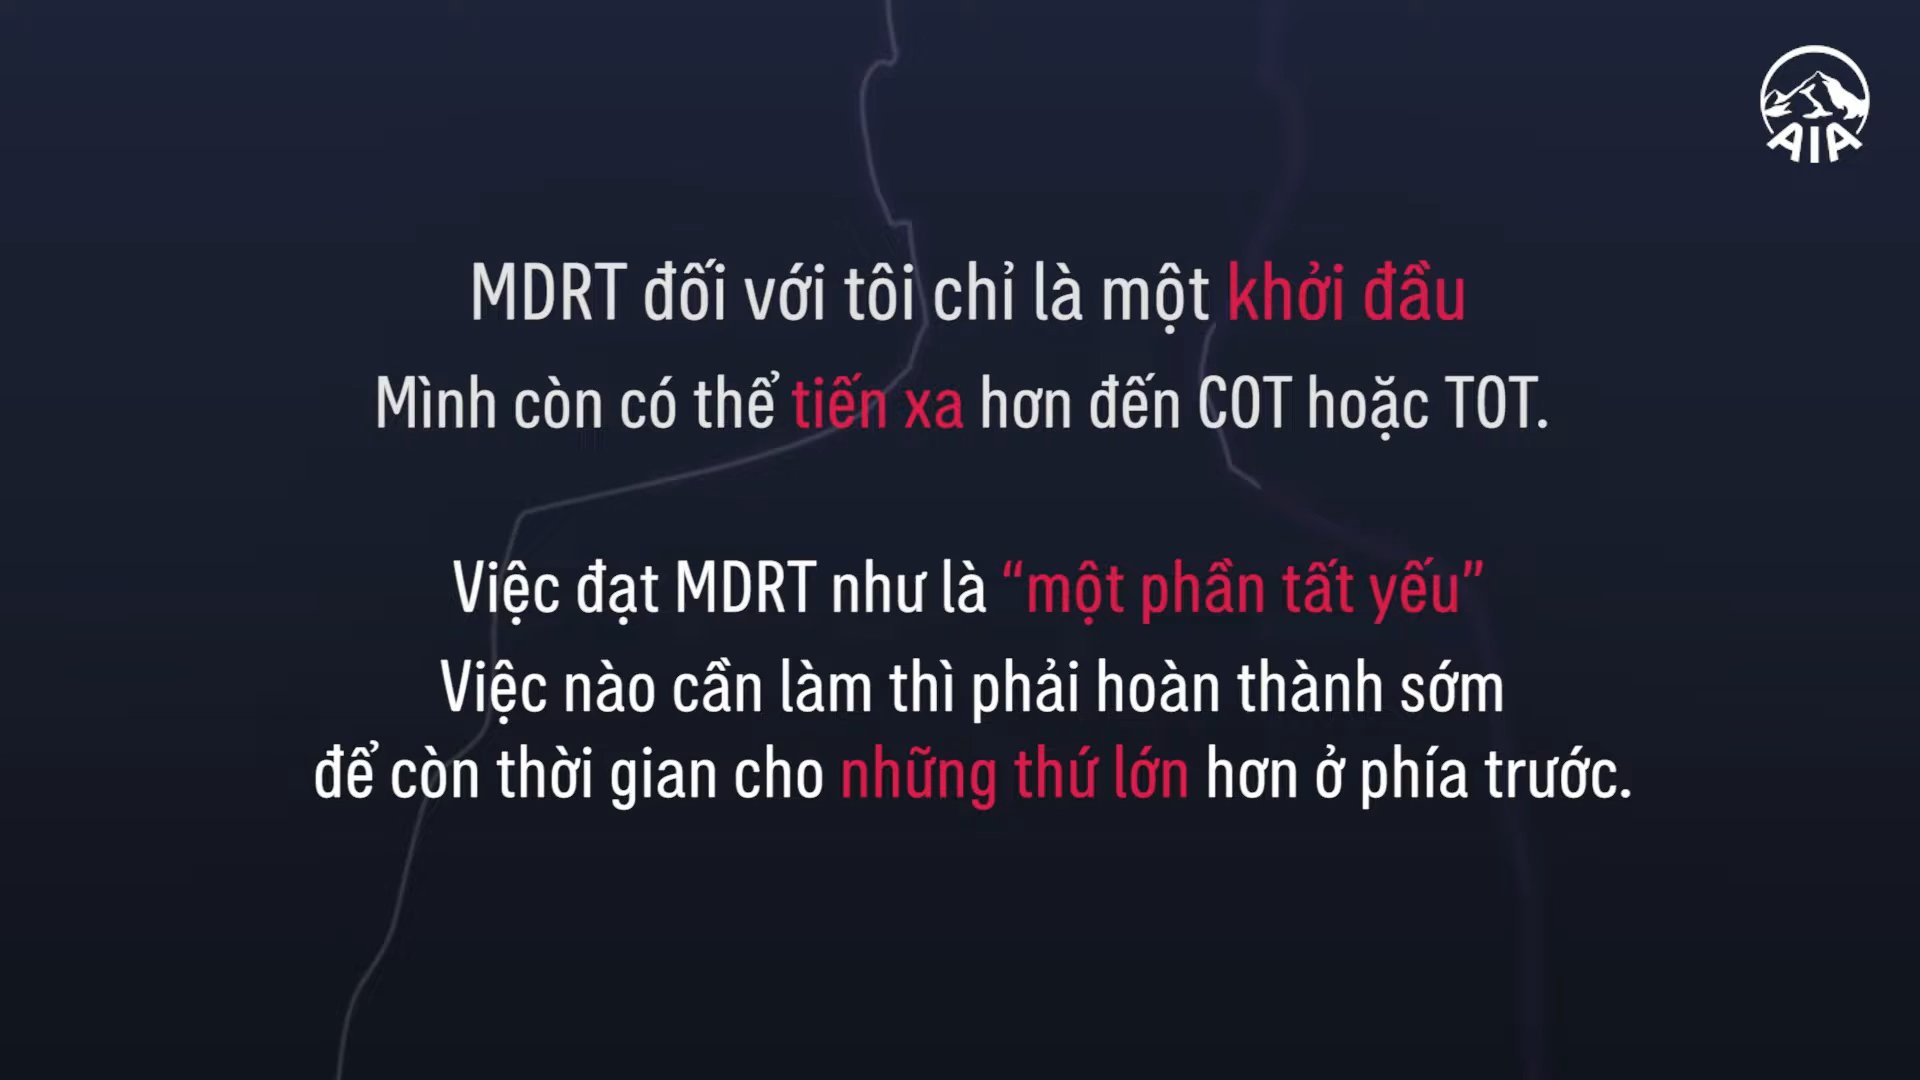 AIA
MDRT đối với tôi chỉ là một khởi đầu
Mình còn có thể tiến xa hơn đến COT hoặc TOT.
Việc đạt MDRT như là “một phần tất yếu”
Việc nào cần làm thì phải hoàn thành sớm
để còn thời gian cho những thứ lớn hơn ở phía trước.